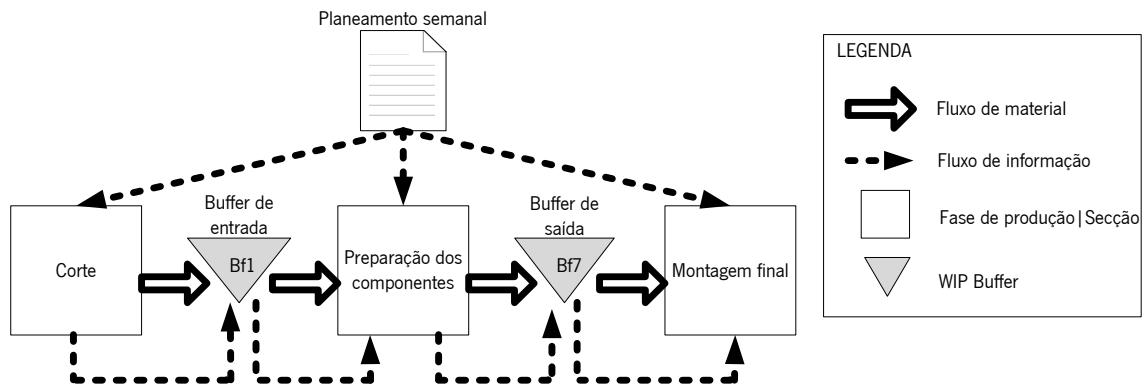 Planeamento semanal
LEGENDA
Fluxo de material
Fluxo de informação
Fase de produção|Secção
WIP Buffer
Buffer de
entrada
Buffer de
saída
Corte
Bf1
Preparação dos
componentes
Bf7
Montagem final